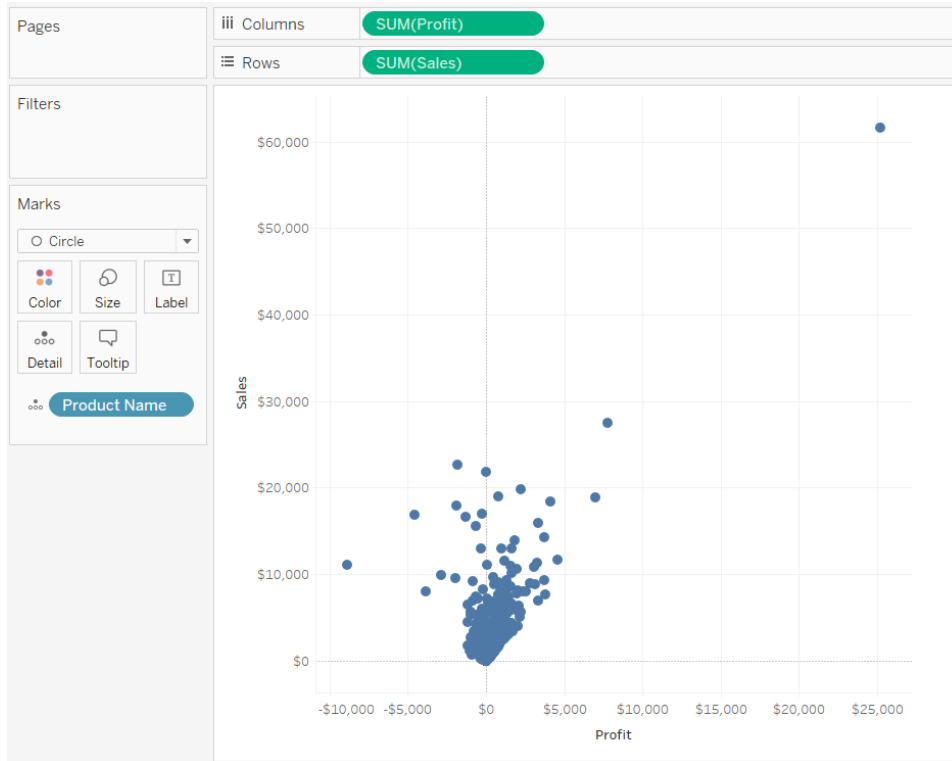 Pages
Columns
SUM(Profit)
Rows
SUM(Sales)
Filters
Marks
Circle
Color
Size
T
Label
Detail
Tooltip
Product Name
Sales
$60,000
$50,000
$40,000
$30,000
$20,000
$10,000
$0
-$10,000 -$5,000 $0 $5,000 $10,000 $15,000 $20,000 $25,000
Profit